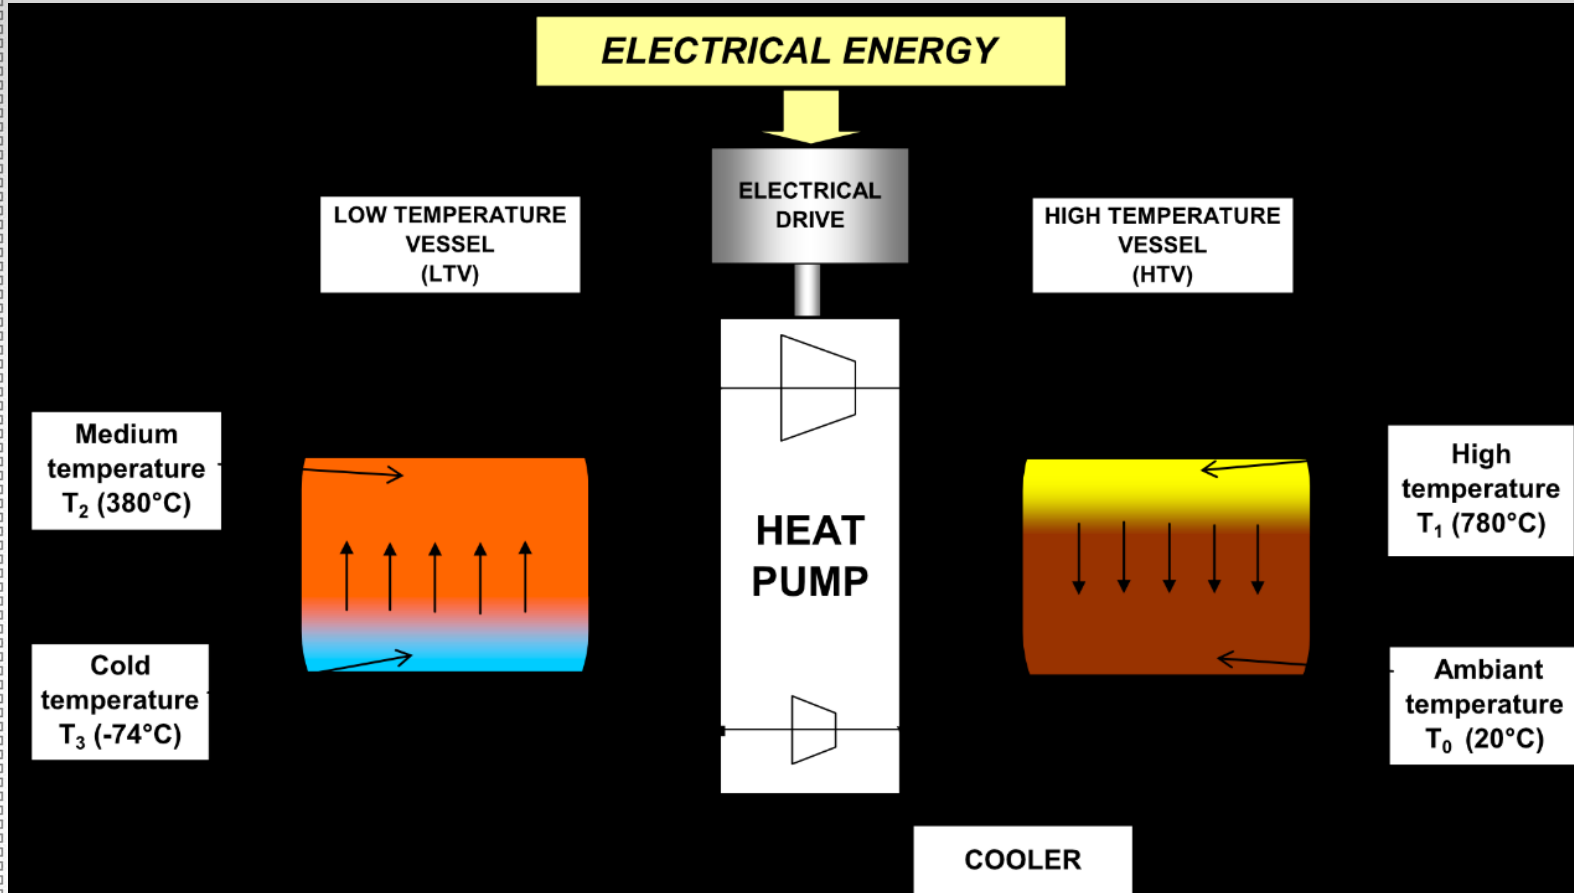 ELECTRICAL ENERGY
ELECTRICAL
DRIVE
LOW TEMPERATURE
VESSEL
(LTV)
HIGH TEMPERATURE
VESSEL
(HTV)
Medium
temperature
T₂ (380°C)
High
temperature
T₁ (780°C)
HEAT
PUMP
Cold
temperature
T₃ (-74°C)
Ambiant
temperature
T₀ (20°C)
COOLER